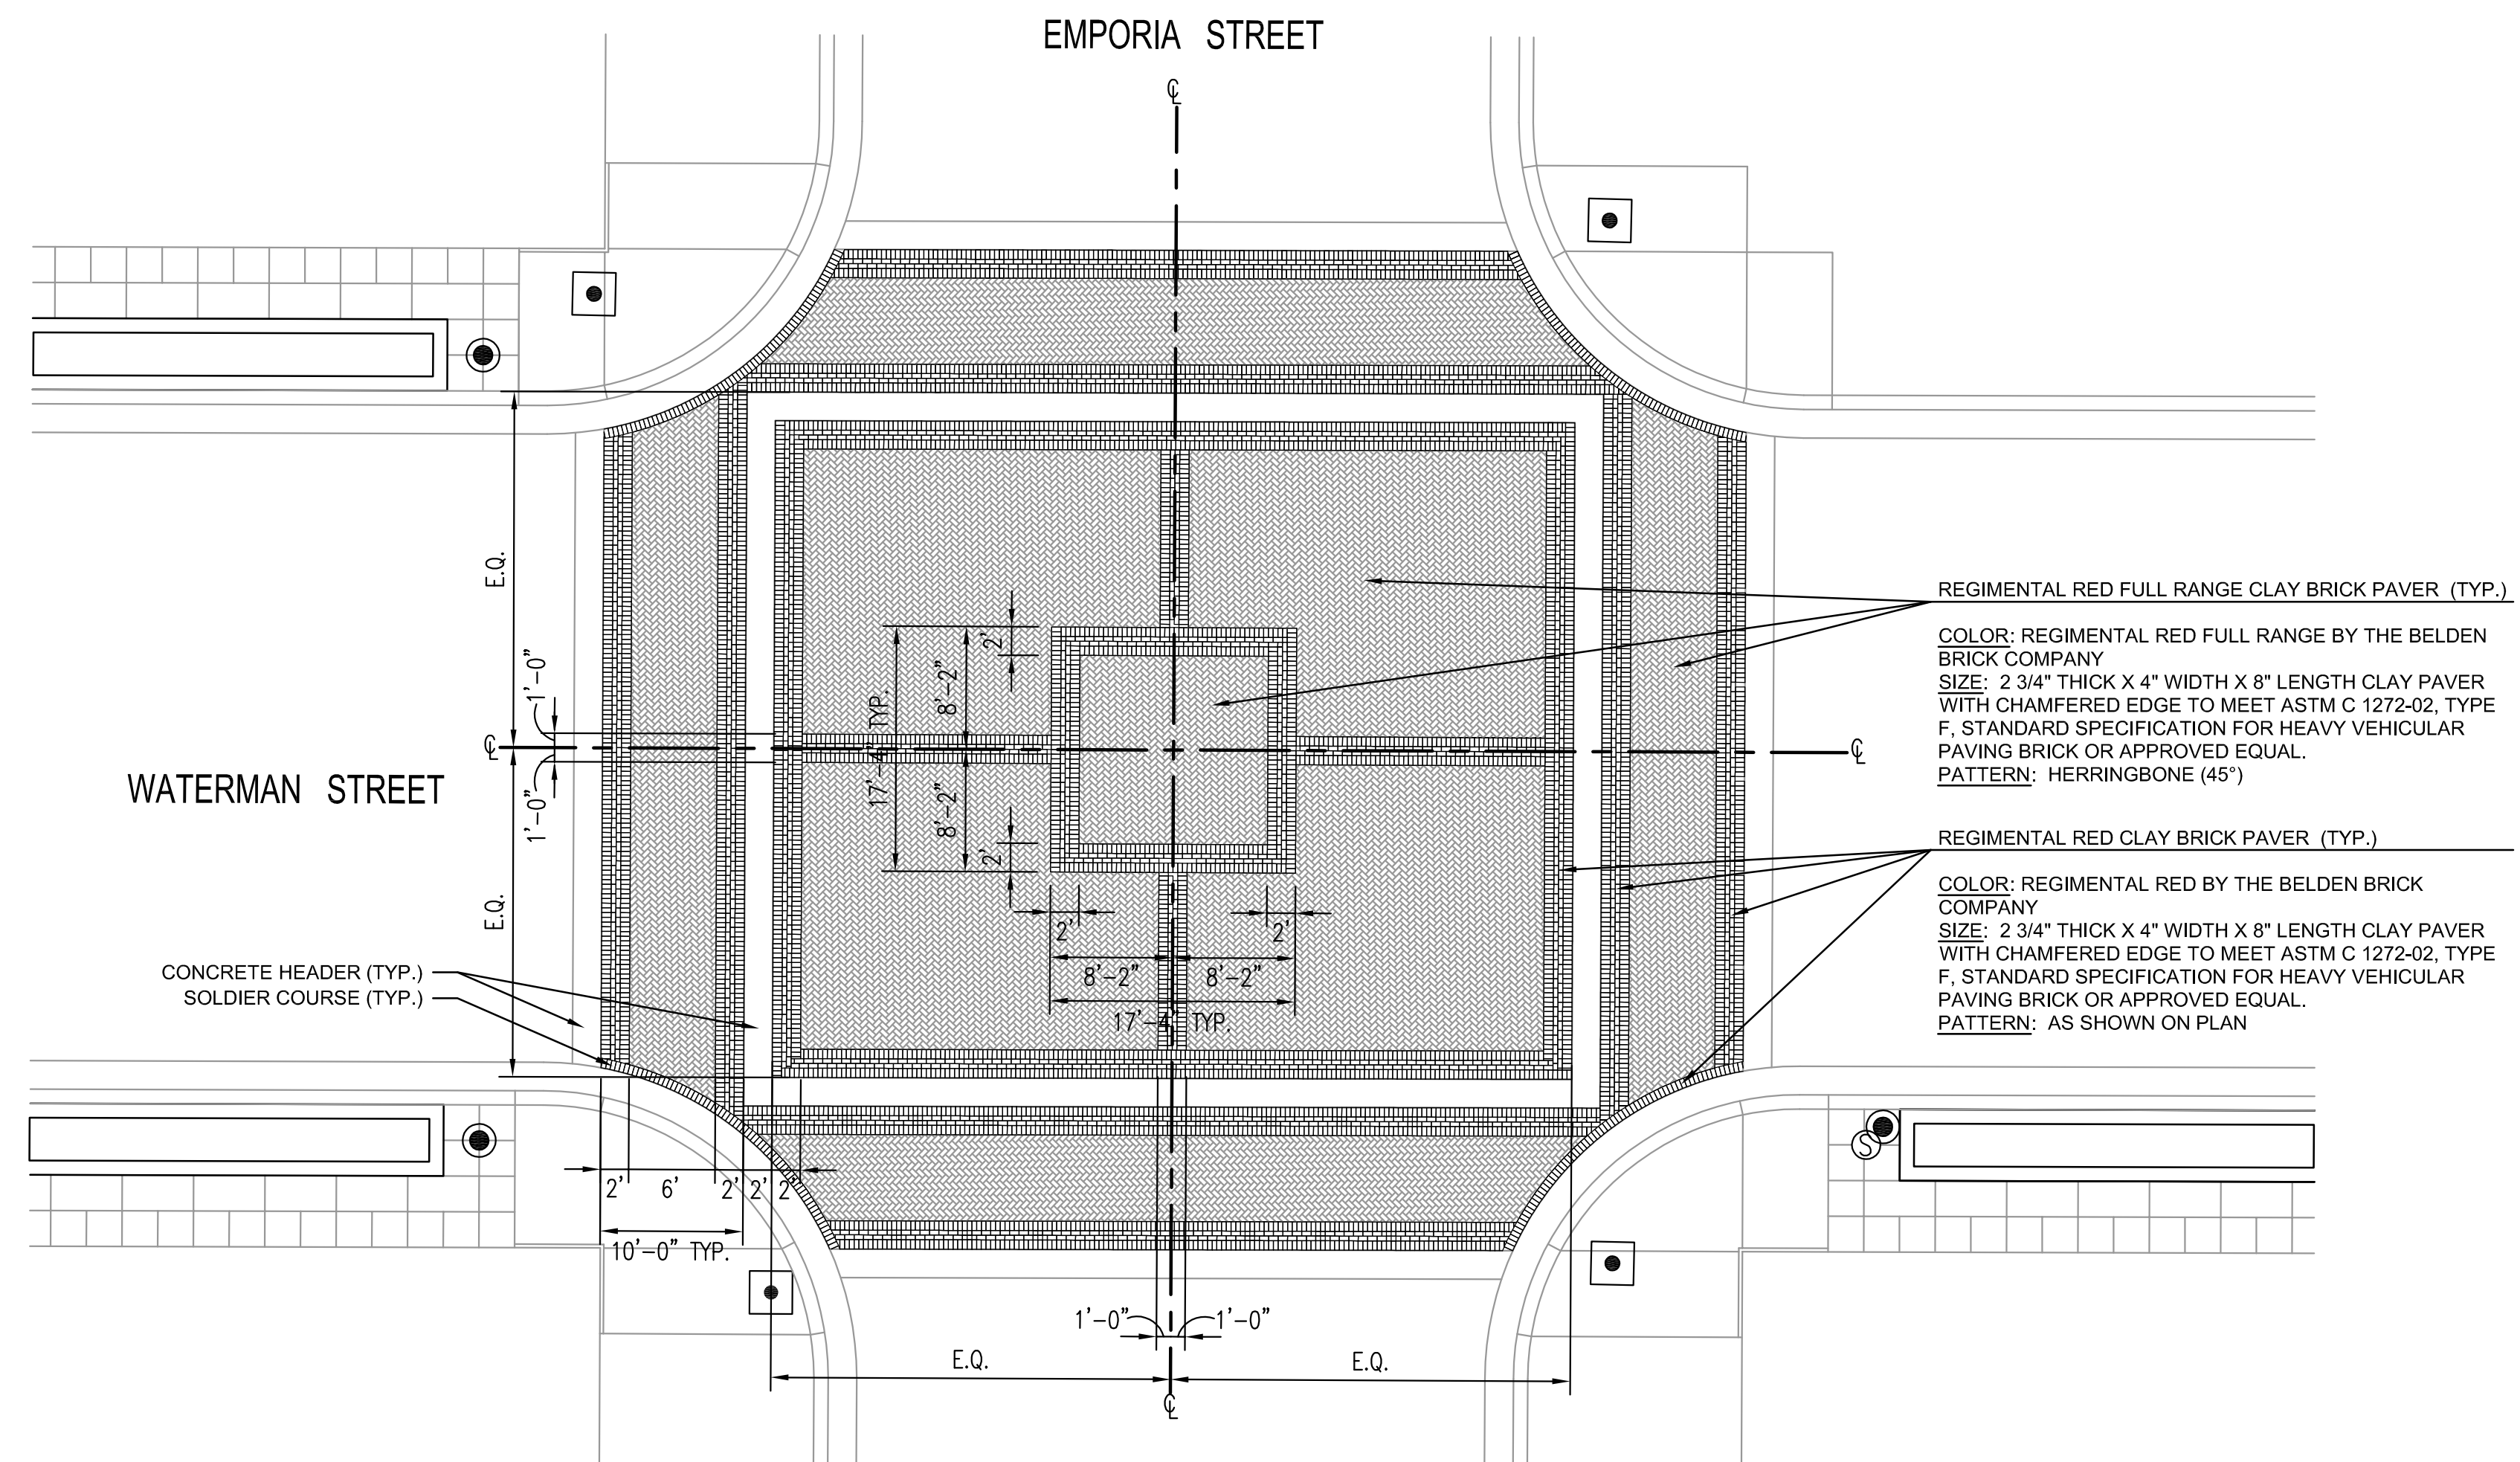 EMPORIA STREET
℄
E.Q.
1'-0"
2'
8'-2"
17'-4" TYP.
℄
℄
WATERMAN STREET
1'-0"
8'-2"
2'
E.Q.
2'
2'
8'-2"
8'-2"
17'-4" TYP.
CONCRETE HEADER (TYP.)
SOLDIER COURSE (TYP.)
2'
6'
2'
2'
2'
10'-0" TYP.
1'-0"
1'-0"
E.Q.
E.Q.
℄
S
REGIMENTAL RED FULL RANGE CLAY BRICK PAVER (TYP.)
COLOR: REGIMENTAL RED FULL RANGE BY THE BELDEN
BRICK COMPANY
SIZE: 2 3/4" THICK X 4" WIDTH X 8" LENGTH CLAY PAVER
WITH CHAMFERED EDGE TO MEET ASTM C 1272-02, TYPE
F, STANDARD SPECIFICATION FOR HEAVY VEHICULAR
PAVING BRICK OR APPROVED EQUAL.
PATTERN: HERRINGBONE (45°)
REGIMENTAL RED CLAY BRICK PAVER (TYP.)
COLOR: REGIMENTAL RED BY THE BELDEN BRICK
COMPANY
SIZE: 2 3/4" THICK X 4" WIDTH X 8" LENGTH CLAY PAVER
WITH CHAMFERED EDGE TO MEET ASTM C 1272-02, TYPE
F, STANDARD SPECIFICATION FOR HEAVY VEHICULAR
PAVING BRICK OR APPROVED EQUAL.
PATTERN: AS SHOWN ON PLAN